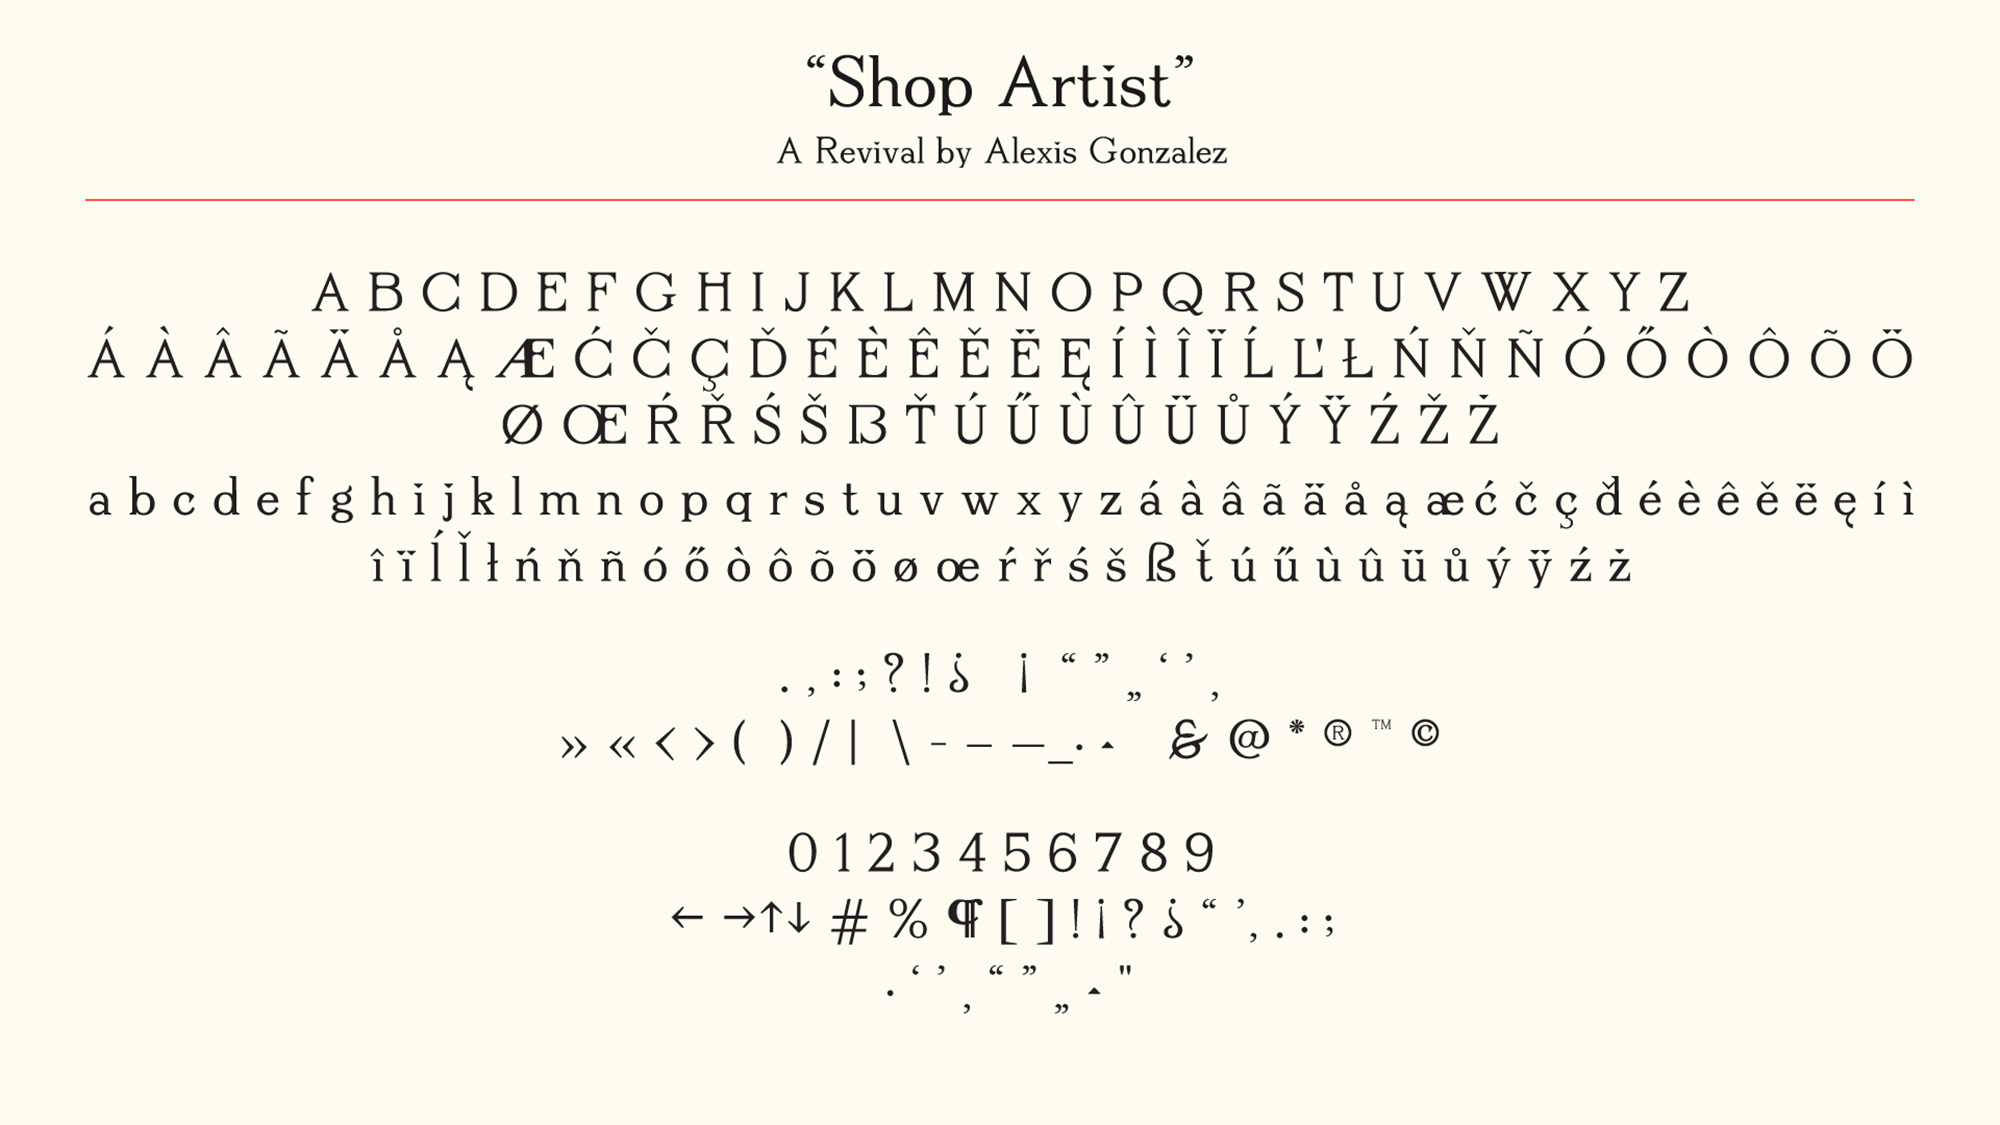 “Shop Artist”
A Revival by Alexis Gonzalez
A B C D E F G H I J K L M N O P Q R S T U V W X Y Z
Á À Â Ã Ä Å Ą Æ Ć Č Ç Ď É È Ê Ě Ë Ę Í Ì Î Ï Ĺ Ľ Ł Ń Ň Ñ Ó Ő Ò Ô Õ Ö
Ø Œ Ŕ Ř Ś Š ẞ Ť Ú Ű Ù Û Ü Ů Ý Ÿ Ź Ž Ż
a b c d e f g h i j k l m n o p q r s t u v w x y z á à â ã ä å ą æ ć č ç ď é è ê ě ë ę í ì
î ï ĺ ľ ł ń ň ñ ó ő ò ô õ ö ø œ ŕ ř ś š ß ť ú ű ù û ü ů ý ÿ ź ż
. , : ; ? ! ¿ ¡ “ ” „ ‘ ’ ‚
» « < > ( ) / | \ - – — _ · ^ & @ * ® ™ ©
0 1 2 3 4 5 6 7 8 9
← → ↑ ↓ # % ¶ [ ] ! ¡ ? ¿ “ ’ , . : ;
. ‘ ’ ‚ “ ” „ ^ "